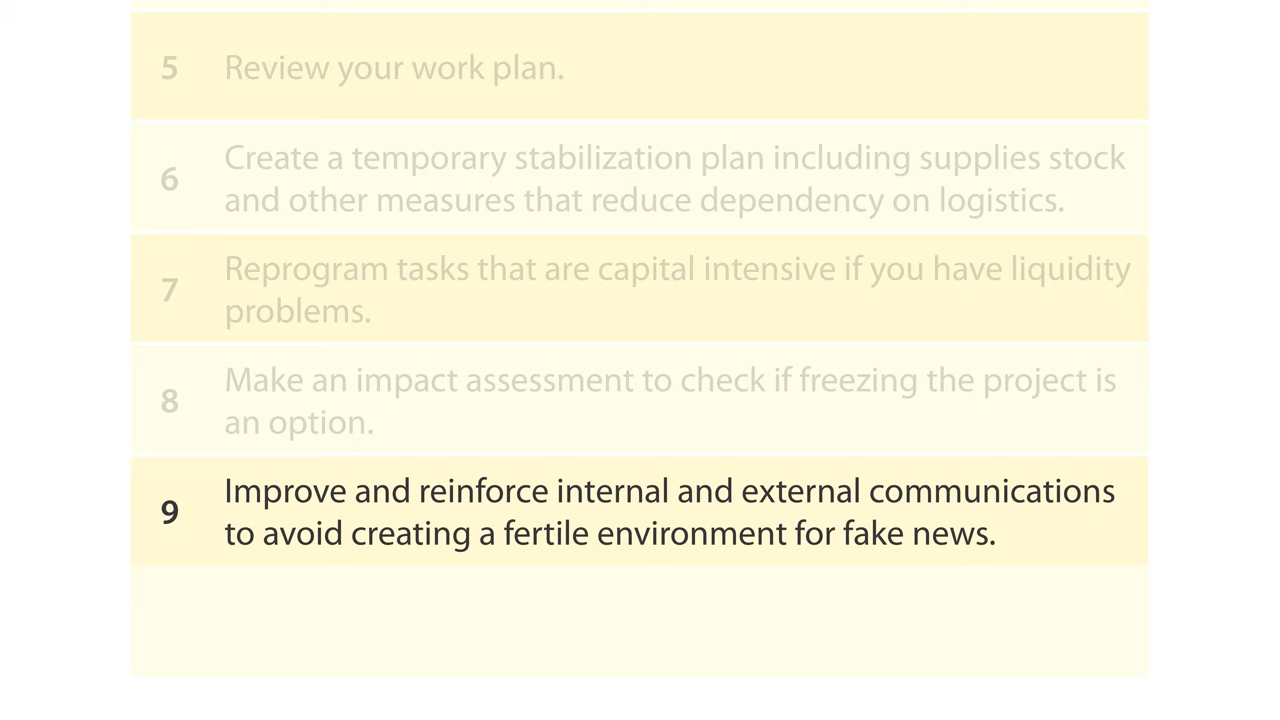 5 Review your work plan.
6 Create a temporary stabilization plan including supplies stock
and other measures that reduce dependency on logistics.
7 Reprogram tasks that are capital intensive if you have liquidity
problems.
8 Make an impact assessment to check if freezing the project is
an option.
9 Improve and reinforce internal and external communications
to avoid creating a fertile environment for fake news.